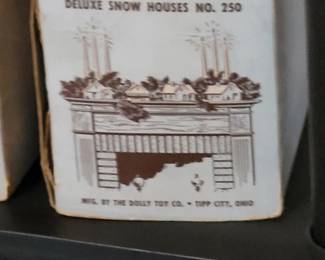 DELUXE SNOW HOUSES NO. 250
MFG. BY THE DOLLY TOY CO. • TIPP CITY, OHIO